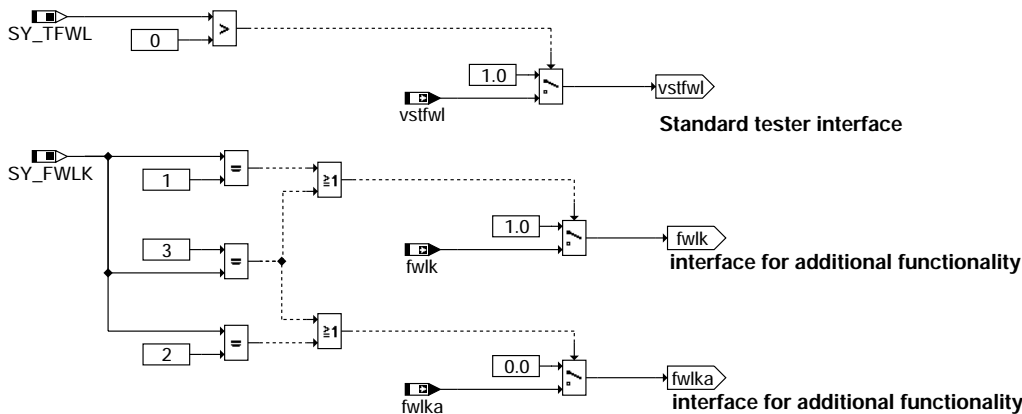 SY_TFWL
0
>
1.0
vstfwl
vstfwl
Standard tester interface
SY_FWLK
1
=
≧1
3
=
1.0
fwlk
fwlk
interface for additional functionality
2
=
≧1
0.0
fwlka
fwlka
interface for additional functionality